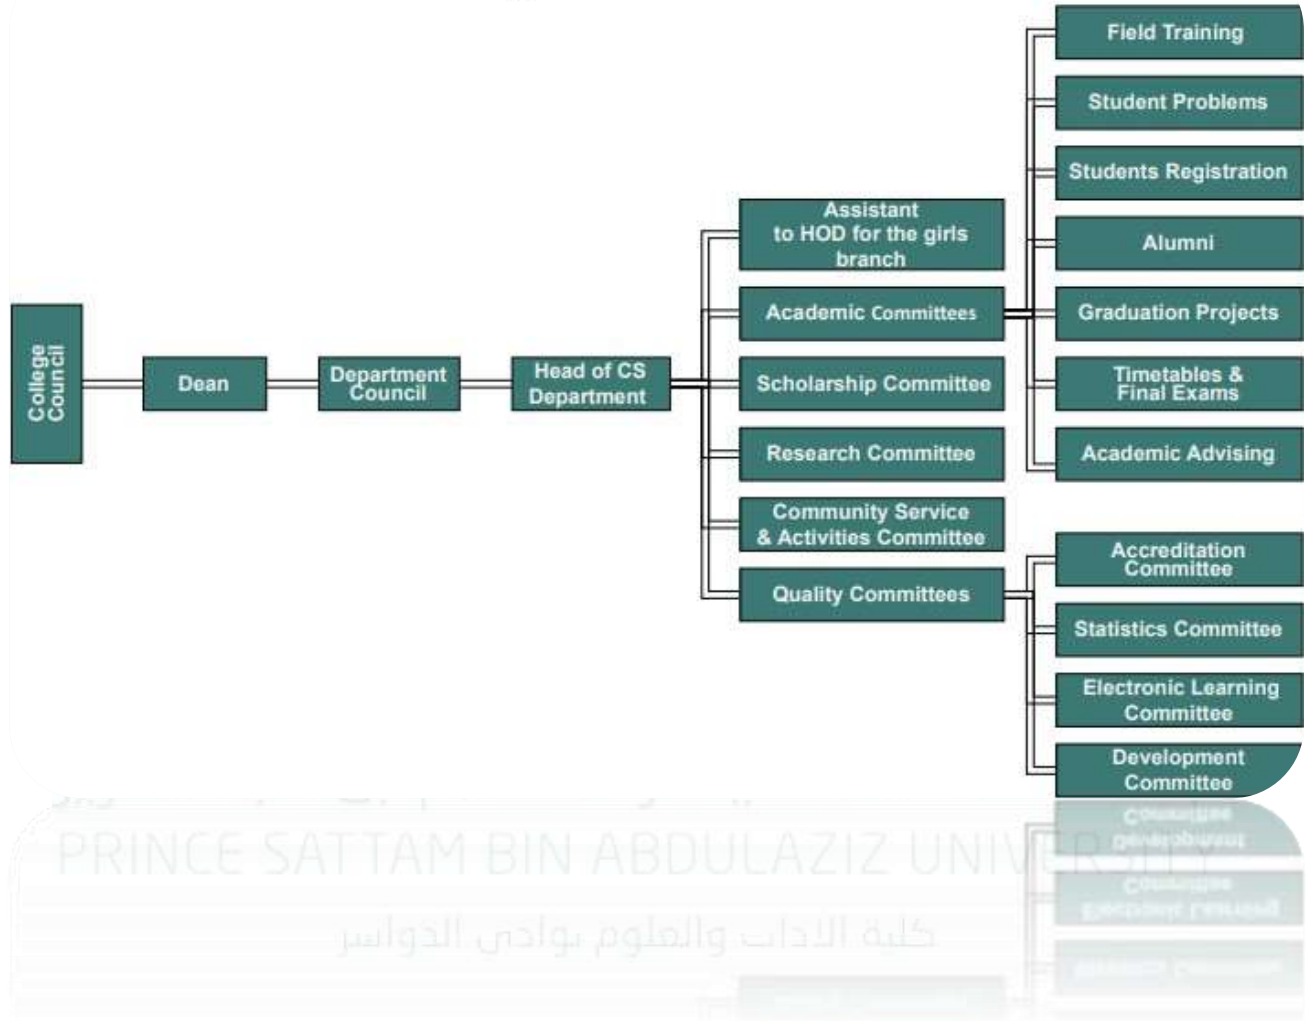 College
Council
Dean
Department
Council
Head of CS
Department
Assistant
to HOD for the girls
branch
Academic Committees
Scholarship Committee
Research Committee
Community Service
& Activities Committee
Quality Committees
Field Training
Student Problems
Students Registration
Alumni
Graduation Projects
Timetables &
Final Exams
Academic Advising
Accreditation
Committee
Statistics Committee
Electronic Learning
Committee
Development
Committee
PRINCE SATTAM BIN ABDULAZIZ UNIVERSITY
كلية الاداب والعلوم بوادي الدواسر